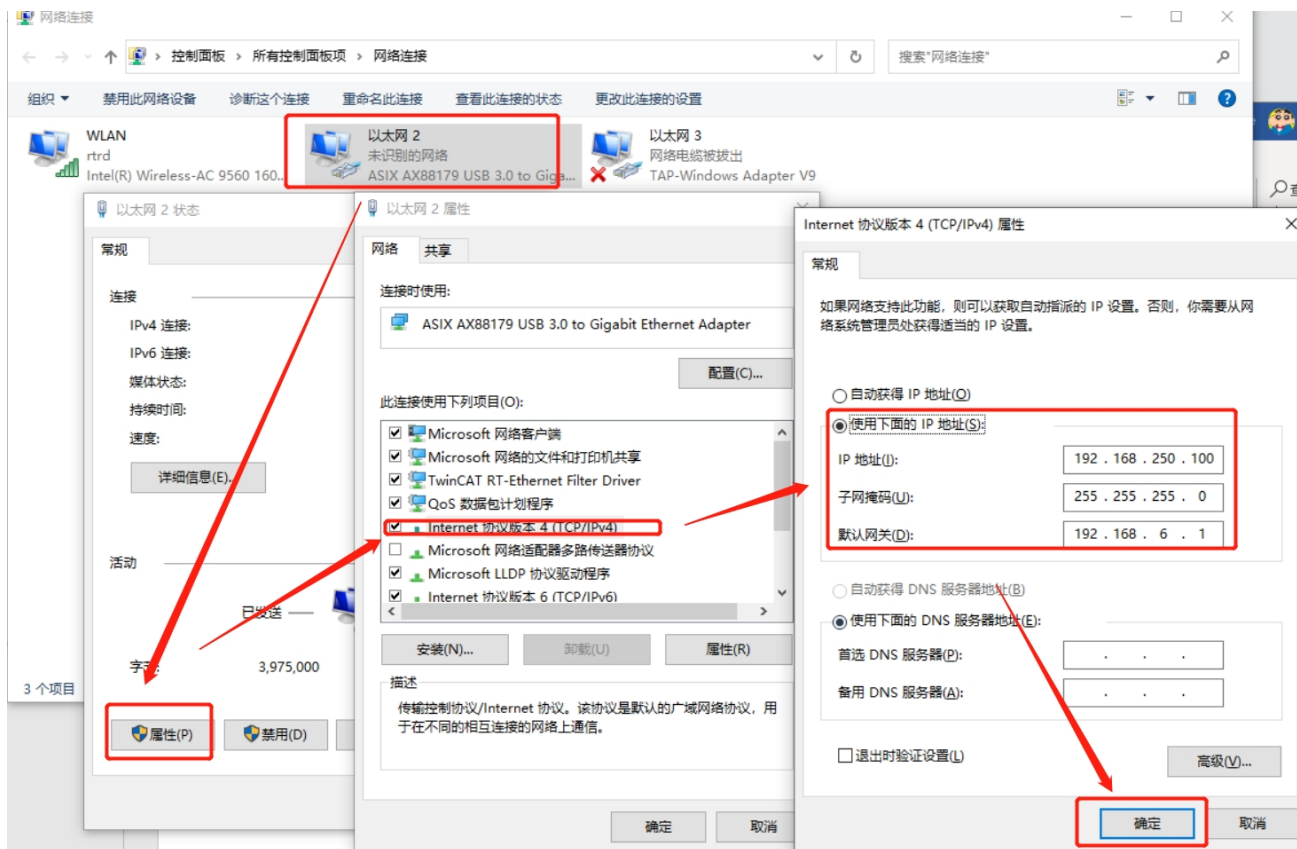 网络连接
控制面板 › 所有控制面板项 › 网络连接
搜索"网络连接"
组织 禁用此网络设备 诊断这个连接 重命名此连接 查看此连接的状态 更改此连接的设置
WLAN
rtrd
Intel(R) Wireless-AC 9560 160...
以太网 2
未识别的网络
ASIX AX88179 USB 3.0 to Giga...
以太网 3
网络电缆被拔出
TAP-Windows Adapter V9
3 个项目
以太网 2 状态
常规
连接
IPv4 连接:
IPv6 连接:
媒体状态:
持续时间:
速度:
详细信息(E)...
活动
已发送
字节:
3,975,000
属性(P)
禁用(D)
以太网 2 属性
网络
共享
连接时使用:
ASIX AX88179 USB 3.0 to Gigabit Ethernet Adapter
配置(C)...
此连接使用下列项目(O):
Microsoft 网络客户端
Microsoft 网络的文件和打印机共享
TwinCAT RT-Ethernet Filter Driver
QoS 数据包计划程序
Internet 协议版本 4 (TCP/IPv4)
Microsoft 网络适配器多路传送器协议
Microsoft LLDP 协议驱动程序
Internet 协议版本 6 (TCP/IPv6)
安装(N)...
卸载(U)
属性(R)
描述
传输控制协议/Internet 协议。该协议是默认的广域网络协议，用
于在不同的相互连接的网络上通信。
确定
取消
Internet 协议版本 4 (TCP/IPv4) 属性
常规
如果网络支持此功能，则可以获取自动指派的 IP 设置。否则，你需要从网
络系统管理员处获得适当的 IP 设置。
自动获得 IP 地址(O)
使用下面的 IP 地址(S):
IP 地址(I):
192 . 168 . 250 . 100
子网掩码(U):
255 . 255 . 255 . 0
默认网关(D):
192 . 168 . 6 . 1
自动获得 DNS 服务器地址(B)
使用下面的 DNS 服务器地址(E):
首选 DNS 服务器(P):
备用 DNS 服务器(A):
退出时验证设置(L)
高级(V)...
确定
取消